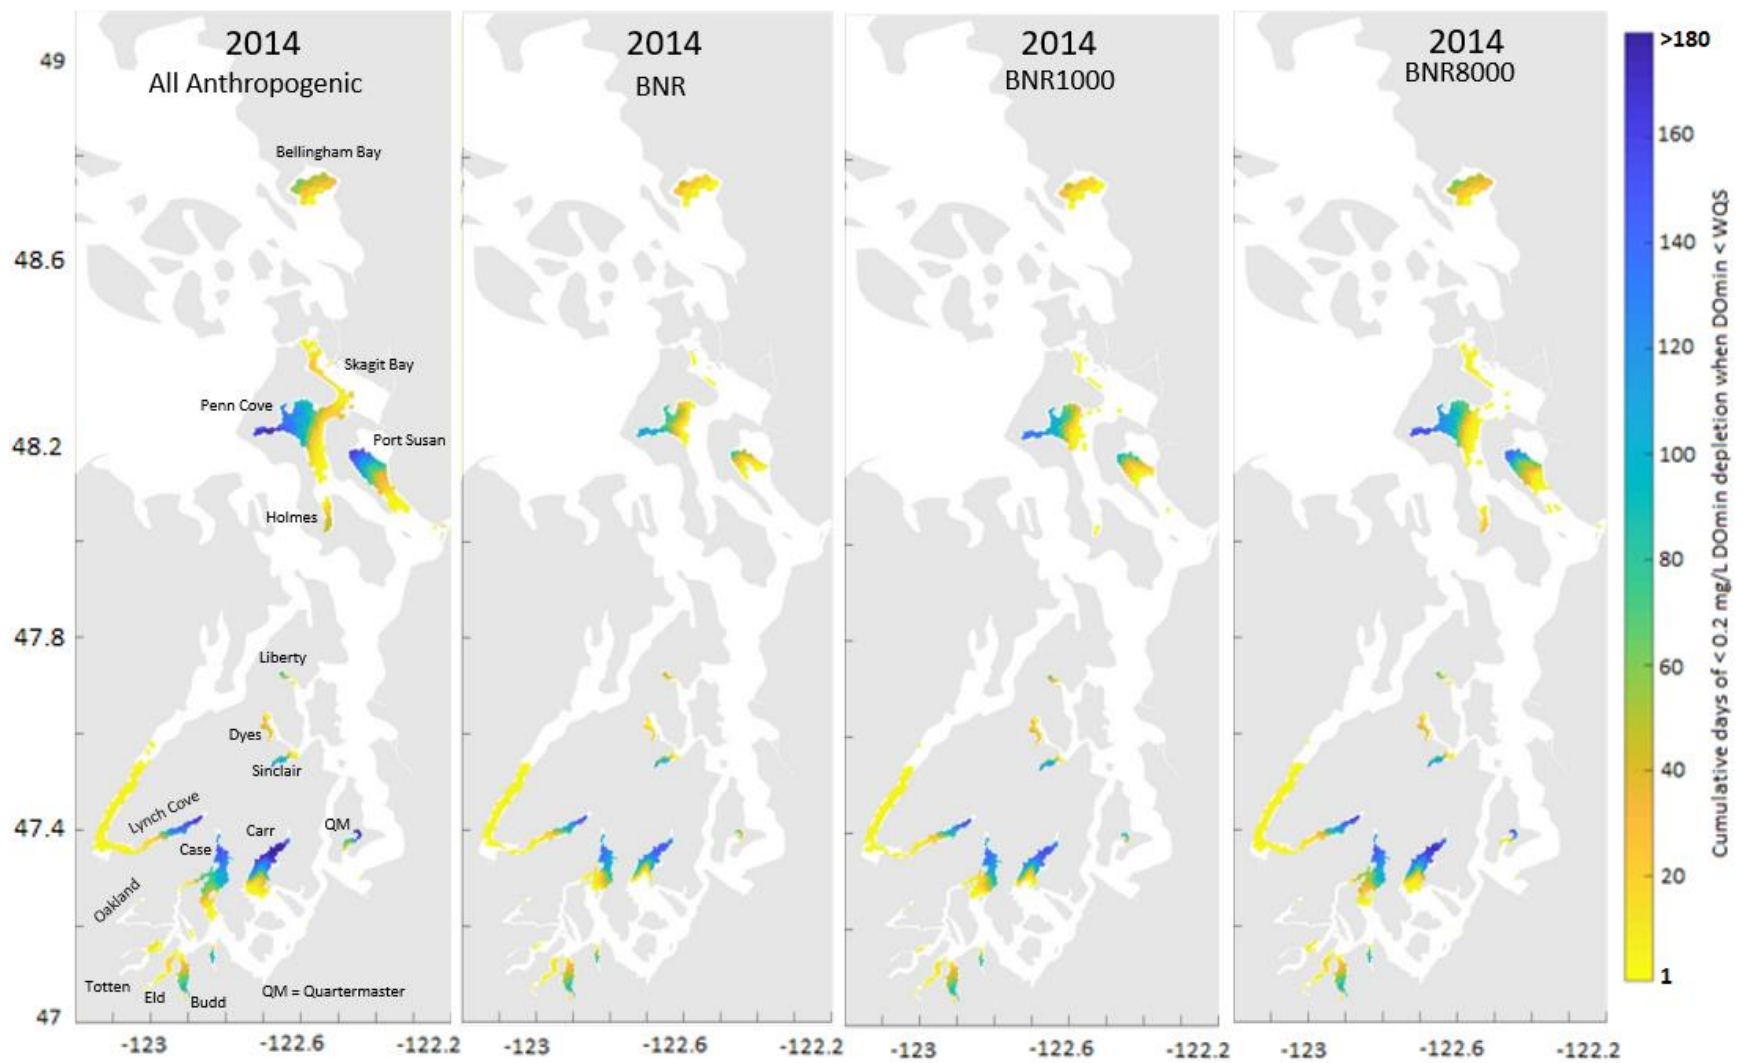 2014
All Anthropogenic
2014
BNR
2014
BNR1000
2014
BNR8000
49
48.6
48.2
47.8
47.4
47
Bellingham Bay
Skagit Bay
Penn Cove
Port Susan
Holmes
Liberty
Dyes
Sinclair
Lynch Cove
Carr
QM
Case
Oakland
Totten
Eld
Budd
QM = Quartermaster
-123
-122.6
-122.2
-123
-122.6
-122.2
-123
-122.6
-122.2
-123
-122.6
-122.2
>180
160
140
120
100
80
60
40
20
1
Cumulative days of < 0.2 mg/L DOmin depletion when DOmin < WQS